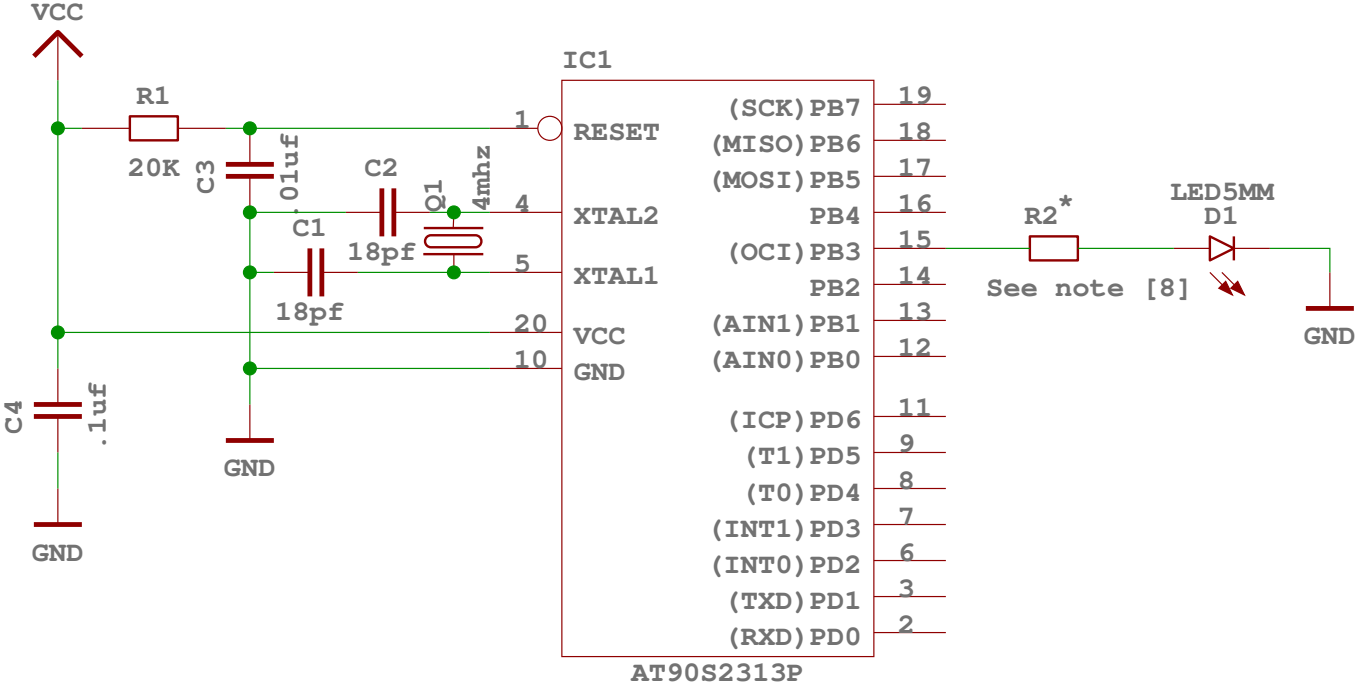 VCC
IC1
R1
20K
C3
.01uf
C2
18pf
C1
18pf
Q1
4mhz
1 RESET
4 XTAL2
5 XTAL1
20 VCC
10 GND
(SCK)PB7 19
(MISO)PB6 18
(MOSI)PB5 17
PB4 16
(OCI)PB3 15
PB2 14
(AIN1)PB1 13
(AIN0)PB0 12
(ICP)PD6 11
(T1)PD5 9
(T0)PD4 8
(INT1)PD3 7
(INT0)PD2 6
(TXD)PD1 3
(RXD)PD0 2
AT90S2313P
R2*
See note [8]
LED5MM
D1
GND
C4
.1uf
GND
GND